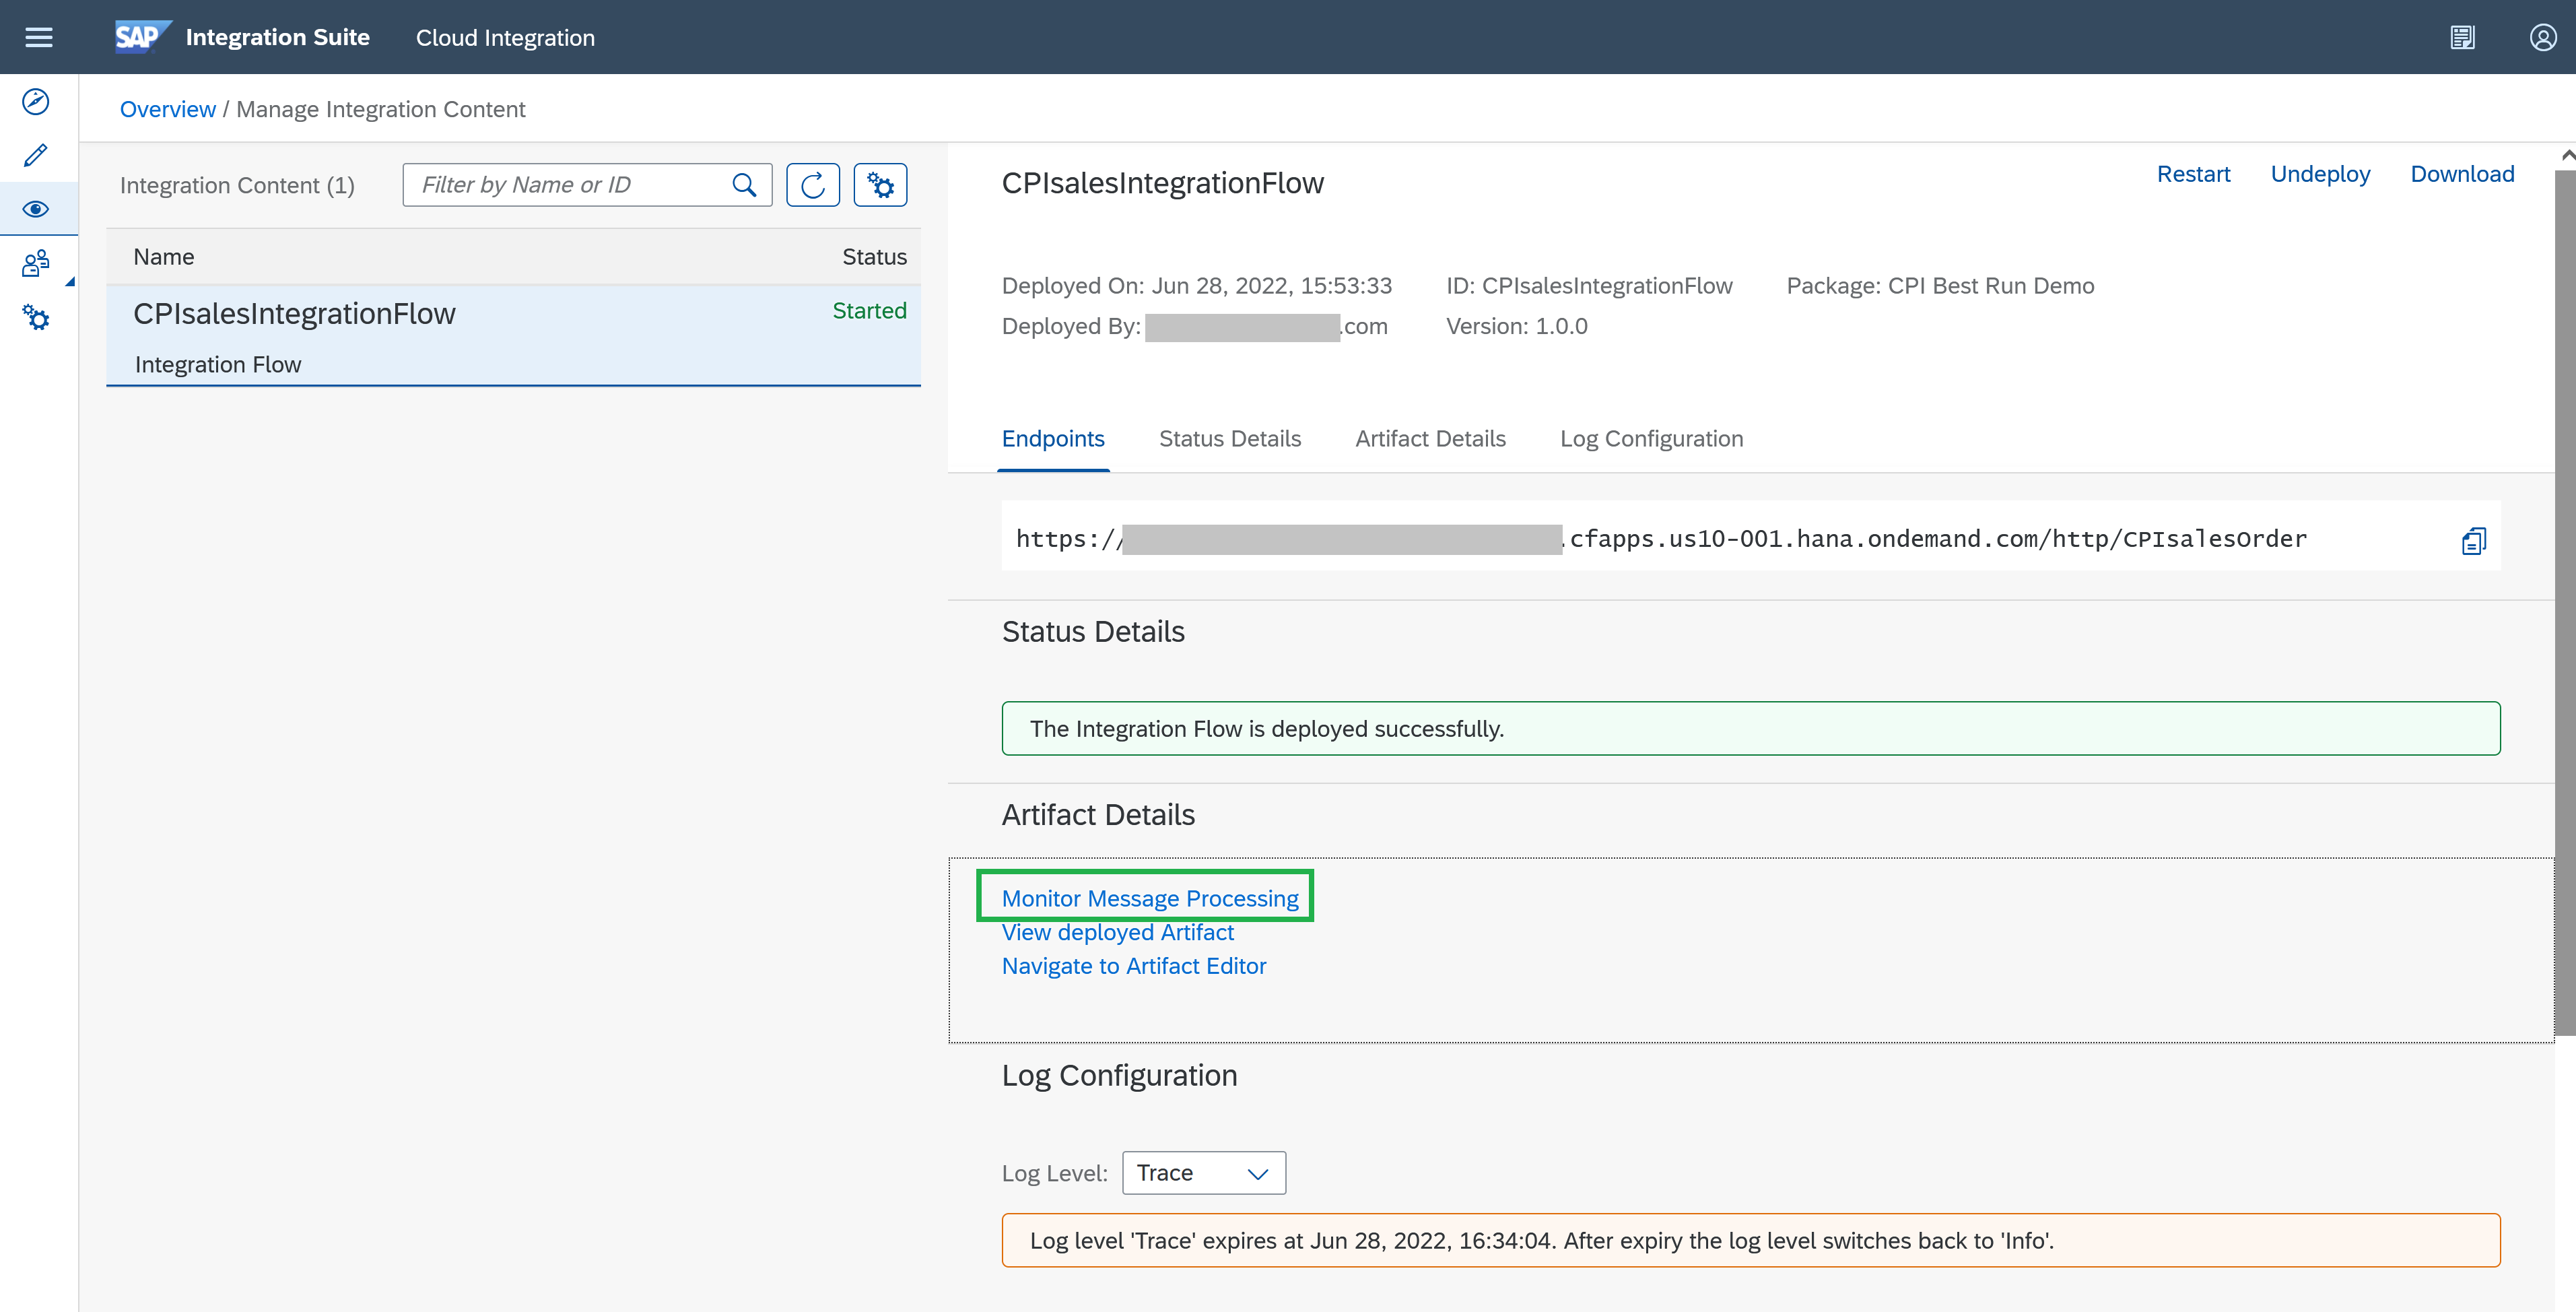 SAP Integration Suite Cloud Integration
Overview / Manage Integration Content
Integration Content (1) Filter by Name or ID
Name Status
CPIsalesIntegrationFlow Started
Integration Flow
CPIsalesIntegrationFlow Restart Undeploy Download
Deployed On: Jun 28, 2022, 15:53:33 ID: CPIsalesIntegrationFlow Package: CPI Best Run Demo
Deployed By: .com Version: 1.0.0
Endpoints Status Details Artifact Details Log Configuration
https:// .cfapps.us10-001.hana.ondemand.com/http/CPIsalesOrder
Status Details
The Integration Flow is deployed successfully.
Artifact Details
Monitor Message Processing
View deployed Artifact
Navigate to Artifact Editor
Log Configuration
Log Level: Trace
Log level 'Trace' expires at Jun 28, 2022, 16:34:04. After expiry the log level switches back to 'Info'.